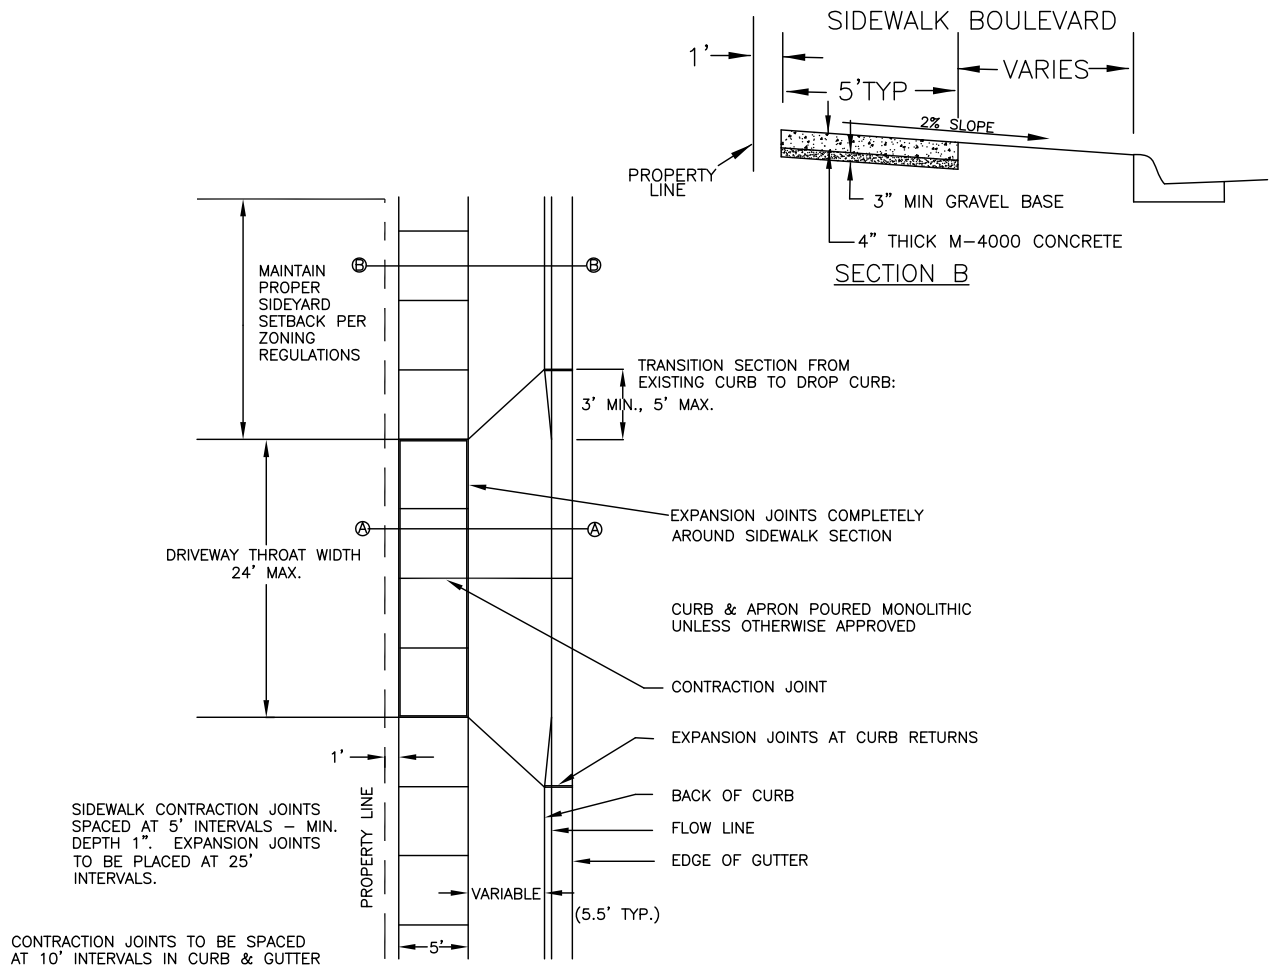 SIDEWALK BOULEVARD
1'
VARIES
5'TYP
2% SLOPE
PROPERTY
LINE
3” MIN GRAVEL BASE
4” THICK M-4000 CONCRETE
SECTION B
B
B
MAINTAIN
PROPER
SIDEYARD
SETBACK PER
ZONING
REGULATIONS
TRANSITION SECTION FROM
EXISTING CURB TO DROP CURB:
3' MIN., 5' MAX.
EXPANSION JOINTS COMPLETELY
AROUND SIDEWALK SECTION
A
A
DRIVEWAY THROAT WIDTH
24' MAX.
CURB & APRON POURED MONOLITHIC
UNLESS OTHERWISE APPROVED
CONTRACTION JOINT
EXPANSION JOINTS AT CURB RETURNS
1'
PROPERTY LINE
BACK OF CURB
FLOW LINE
EDGE OF GUTTER
SIDEWALK CONTRACTION JOINTS
SPACED AT 5' INTERVALS – MIN.
DEPTH 1”. EXPANSION JOINTS
TO BE PLACED AT 25'
INTERVALS.
VARIABLE
(5.5' TYP.)
5'
CONTRACTION JOINTS TO BE SPACED
AT 10' INTERVALS IN CURB & GUTTER